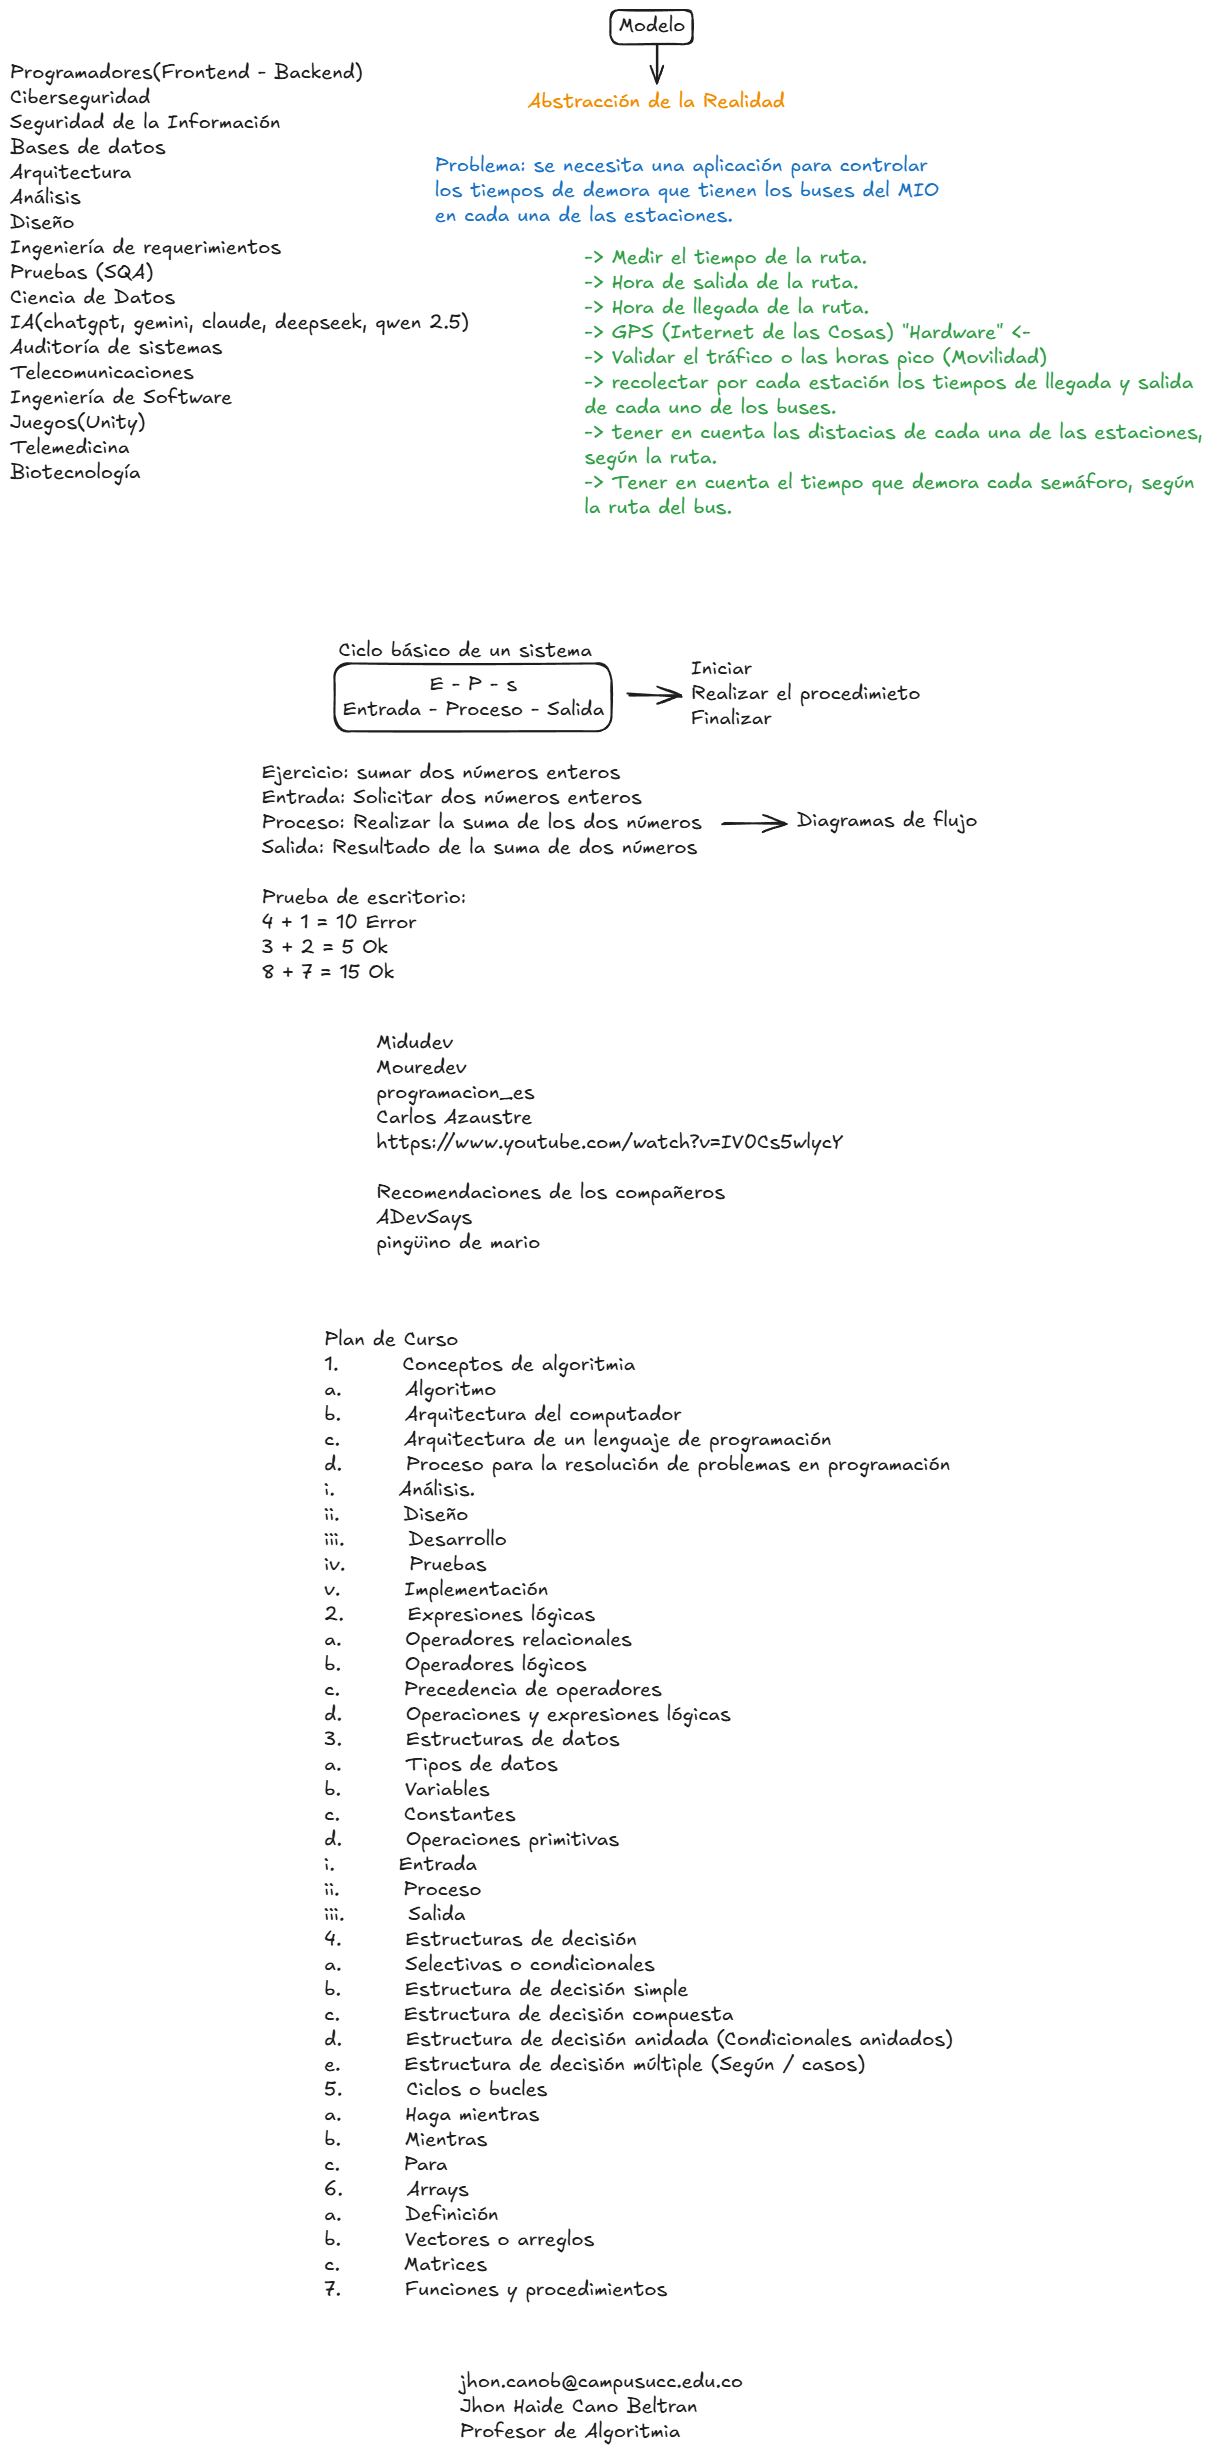 Modelo
Abstracción de la Realidad
Programadores(Frontend - Backend)
Ciberseguridad
Seguridad de la Información
Bases de datos
Arquitectura
Análisis
Diseño
Ingeniería de requerimientos
Pruebas (SQA)
Ciencia de Datos
IA(chatgpt, gemini, claude, deepseek, qwen 2.5)
Auditoría de sistemas
Telecomunicaciones
Ingeniería de Software
Juegos(Unity)
Telemedicina
Biotecnología
Problema: se necesita una aplicación para controlar
los tiempos de demora que tienen los buses del MIO
en cada una de las estaciones.
-> Medir el tiempo de la ruta.
-> Hora de salida de la ruta.
-> Hora de llegada de la ruta.
-> GPS (Internet de las Cosas) "Hardware" <-
-> Validar el tráfico o las horas pico (Movilidad)
-> recolectar por cada estación los tiempos de llegada y salida
de cada uno de los buses.
-> tener en cuenta las distacias de cada una de las estaciones,
según la ruta.
-> Tener en cuenta el tiempo que demora cada semáforo, según
la ruta del bus.
Ciclo básico de un sistema
E - P - s
Entrada - Proceso - Salida
Iniciar
Realizar el procedimieto
Finalizar
Ejercicio: sumar dos números enteros
Entrada: Solicitar dos números enteros
Proceso: Realizar la suma de los dos números
Salida: Resultado de la suma de dos números
Diagramas de flujo
Prueba de escritorio:
4 + 1 = 10 Error
3 + 2 = 5 Ok
8 + 7 = 15 Ok
Midudev
Mouredev
programacion_es
Carlos Azaustre
https://www.youtube.com/watch?v=IVOCs5wlycY
Recomendaciones de los compañeros
ADevSays
pingüino de mario
Plan de Curso
1. Conceptos de algoritmia
a. Algoritmo
b. Arquitectura del computador
c. Arquitectura de un lenguaje de programación
d. Proceso para la resolución de problemas en programación
i. Análisis.
ii. Diseño
iii. Desarrollo
iv. Pruebas
v. Implementación
2. Expresiones lógicas
a. Operadores relacionales
b. Operadores lógicos
c. Precedencia de operadores
d. Operaciones y expresiones lógicas
3. Estructuras de datos
a. Tipos de datos
b. Variables
c. Constantes
d. Operaciones primitivas
i. Entrada
ii. Proceso
iii. Salida
4. Estructuras de decisión
a. Selectivas o condicionales
b. Estructura de decisión simple
c. Estructura de decisión compuesta
d. Estructura de decisión anidada (Condicionales anidados)
e. Estructura de decisión múltiple (Según / casos)
5. Ciclos o bucles
a. Haga mientras
b. Mientras
c. Para
6. Arrays
a. Definición
b. Vectores o arreglos
c. Matrices
7. Funciones y procedimientos
jhon.canob@campusucc.edu.co
Jhon Haide Cano Beltran
Profesor de Algoritmia